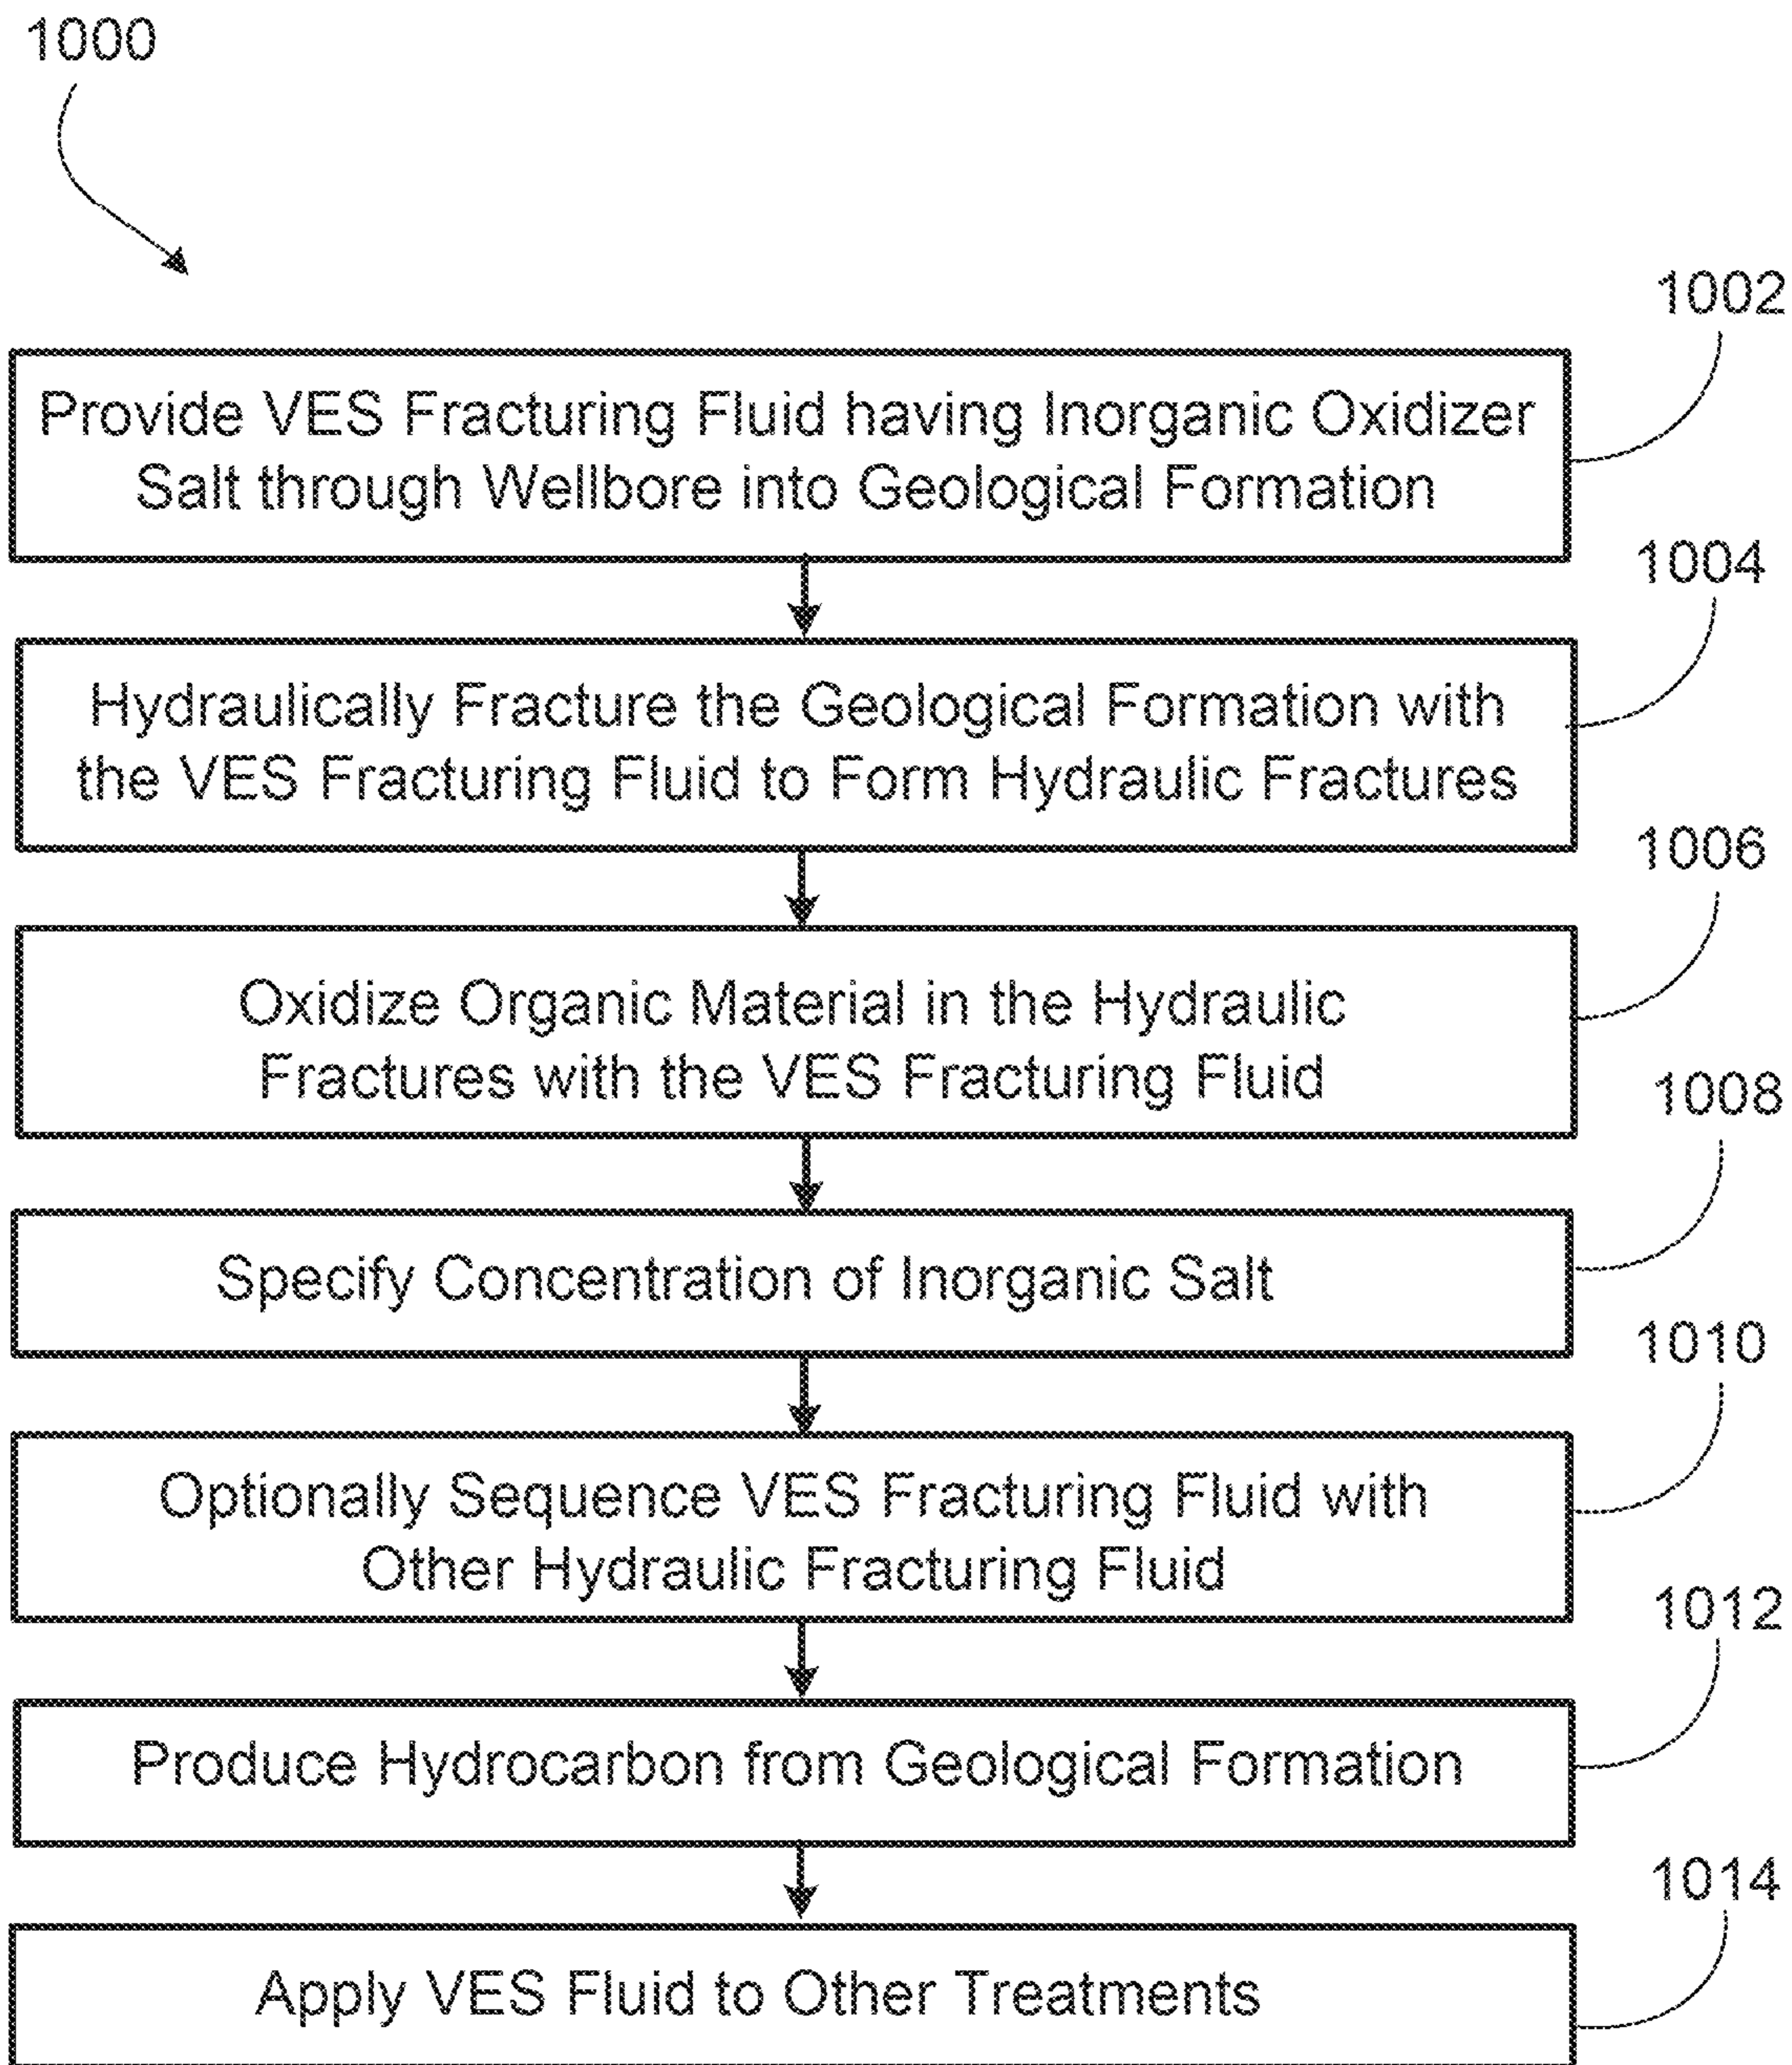 1000
1002
Provide VES Fracturing Fluid having Inorganic Oxidizer
Salt through Wellbore into Geological Formation
1004
Hydraulically Fracture the Geological Formation with
the VES Fracturing Fluid to Form Hydraulic Fractures
1006
Oxidize Organic Material in the Hydraulic
Fractures with the VES Fracturing Fluid
1008
Specify Concentration of Inorganic Salt
1010
Optionally Sequence VES Fracturing Fluid with
Other Hydraulic Fracturing Fluid
1012
Produce Hydrocarbon from Geological Formation
1014
Apply VES Fluid to Other Treatments